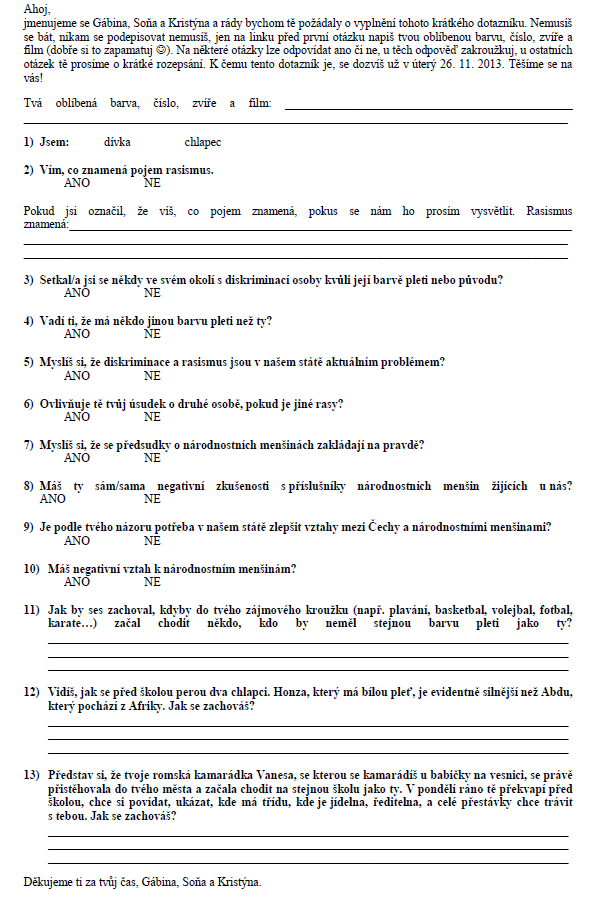 Ahoj,
jmenujeme se Gábina, Soňa a Kristýna a rády bychom tě požádaly o vyplnění tohoto krátkého dotazníku. Nemusíš
se bát, nikam se podepisovat nemusíš, jen na linku před první otázku napiš tvou oblíbenou barvu, číslo, zvíře a
film (dobře si to zapamatuj ☺). Na některé otázky lze odpovídat ano či ne, u těch odpověď zakroužkuj, u ostatních
otázek tě prosíme o krátké rozepsání. K čemu tento dotazník je, se dozvíš už v úterý 26. 11. 2013. Těšíme se na
vás!
Tvá oblíbená barva, číslo, zvíře a film: ____________________
____________________
1) Jsem: dívka chlapec
2) Vím, co znamená pojem rasismus.
ANO NE
Pokud jsi označil, že víš, co pojem znamená, pokus se nám ho prosím vysvětlit. Rasismus
znamená:____________________
____________________
____________________
3) Setkal/a jsi se někdy ve svém okolí s diskriminací osoby kvůli její barvě pleti nebo původu?
ANO NE
4) Vadí ti, že má někdo jinou barvu pleti než ty?
ANO NE
5) Myslíš si, že diskriminace a rasismus jsou v našem státě aktuálním problémem?
ANO NE
6) Ovlivňuje tě tvůj úsudek o druhé osobě, pokud je jiné rasy?
ANO NE
7) Myslíš si, že se předsudky o národnostních menšinách zakládají na pravdě?
ANO NE
8) Máš ty sám/sama negativní zkušenosti s příslušníky národnostních menšin žijících u nás?
ANO NE
9) Je podle tvého názoru potřeba v našem státě zlepšit vztahy mezi Čechy a národnostními menšinami?
ANO NE
10) Máš negativní vztah k národnostním menšinám?
ANO NE
11) Jak by ses zachoval, kdyby do tvého zájmového kroužku (např. plavání, basketbal, volejbal, fotbal,
karate…) začal chodit někdo, kdo by neměl stejnou barvu pleti jako ty?
____________________
____________________
____________________
12) Vidíš, jak se před školou perou dva chlapci. Honza, který má bílou pleť, je evidentně silnější než Abdu,
který pochází z Afriky. Jak se zachováš?
____________________
____________________
____________________
13) Představ si, že tvoje romská kamarádka Vanesa, se kterou se kamarádíš u babičky na vesnici, se právě
přistěhovala do tvého města a začala chodit na stejnou školu jako ty. V pondělí ráno tě překvapí před
školou, chce si povídat, ukázat, kde má třídu, kde je jídelna, ředitelna, a celé přestávky chce trávit
s tebou. Jak se zachováš?
____________________
____________________
____________________
Děkujeme ti za tvůj čas, Gábina, Soňa a Kristýna.